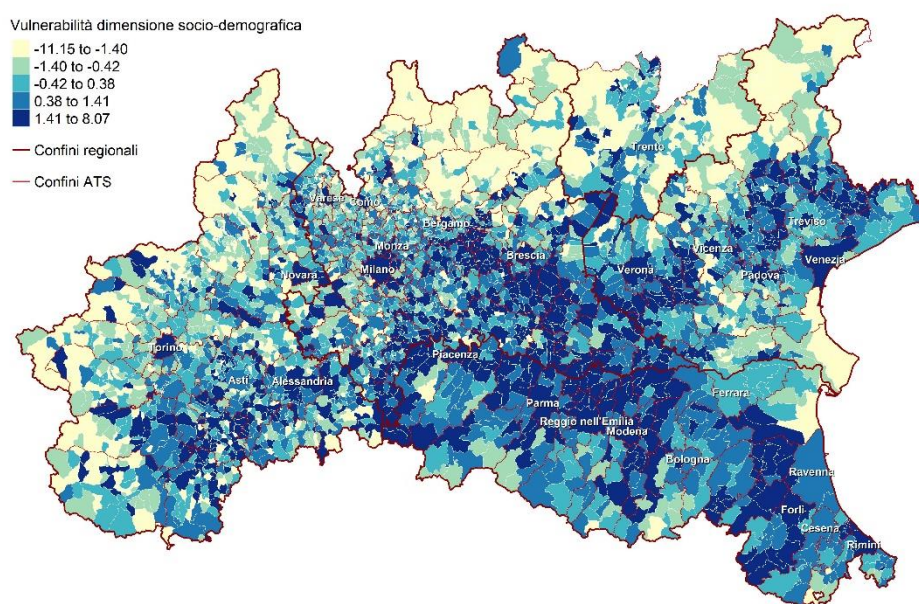 Vulnerabilità dimensione socio-demografica
-11.15 to -1.40
-1.40 to -0.42
-0.42 to 0.38
0.38 to 1.41
1.41 to 8.07
Confini regionali
Confini ATS
Trento
Varese
Como
Bergamo
Treviso
Monza
Vicenza
Brescia
Venezia
Novara
Milano
Verona
Padova
Torino
Piacenza
Asti
Alessandria
Ferrara
Parma
Reggio nell'Emilia
Modena
Bologna
Ravenna
Forlì
Cesena
Rimini